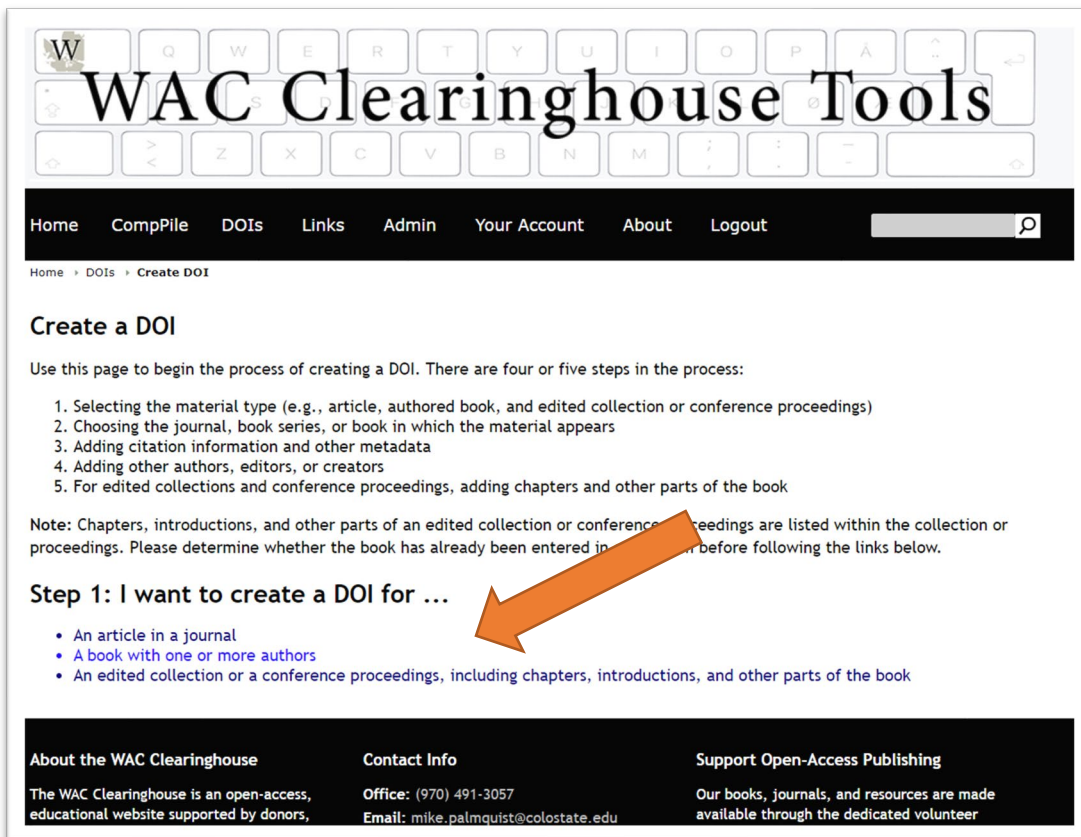 W
WAC Clearinghouse Tools
Q W E R T Y U I O P Å
S D F G H J K L Ø Æ
> < Z X C V B N M ; , : . - _
Home CompPile DOIs Links Admin Your Account About Logout
Home › DOIs › Create DOI
Create a DOI
Use this page to begin the process of creating a DOI. There are four or five steps in the process:
1. Selecting the material type (e.g., article, authored book, and edited collection or conference proceedings)
2. Choosing the journal, book series, or book in which the material appears
3. Adding citation information and other metadata
4. Adding other authors, editors, or creators
5. For edited collections and conference proceedings, adding chapters and other parts of the book
Note: Chapters, introductions, and other parts of an edited collection or conference ceedings are listed within the collection or
proceedings. Please determine whether the book has already been entered in before following the links below.
Step 1: I want to create a DOI for ...
• An article in a journal
• A book with one or more authors
• An edited collection or a conference proceedings, including chapters, introductions, and other parts of the book
About the WAC Clearinghouse
The WAC Clearinghouse is an open-access,
educational website supported by donors,
Contact Info
Office: (970) 491-3057
Email: mike.palmquist@colostate.edu
Support Open-Access Publishing
Our books, journals, and resources are made
available through the dedicated volunteer